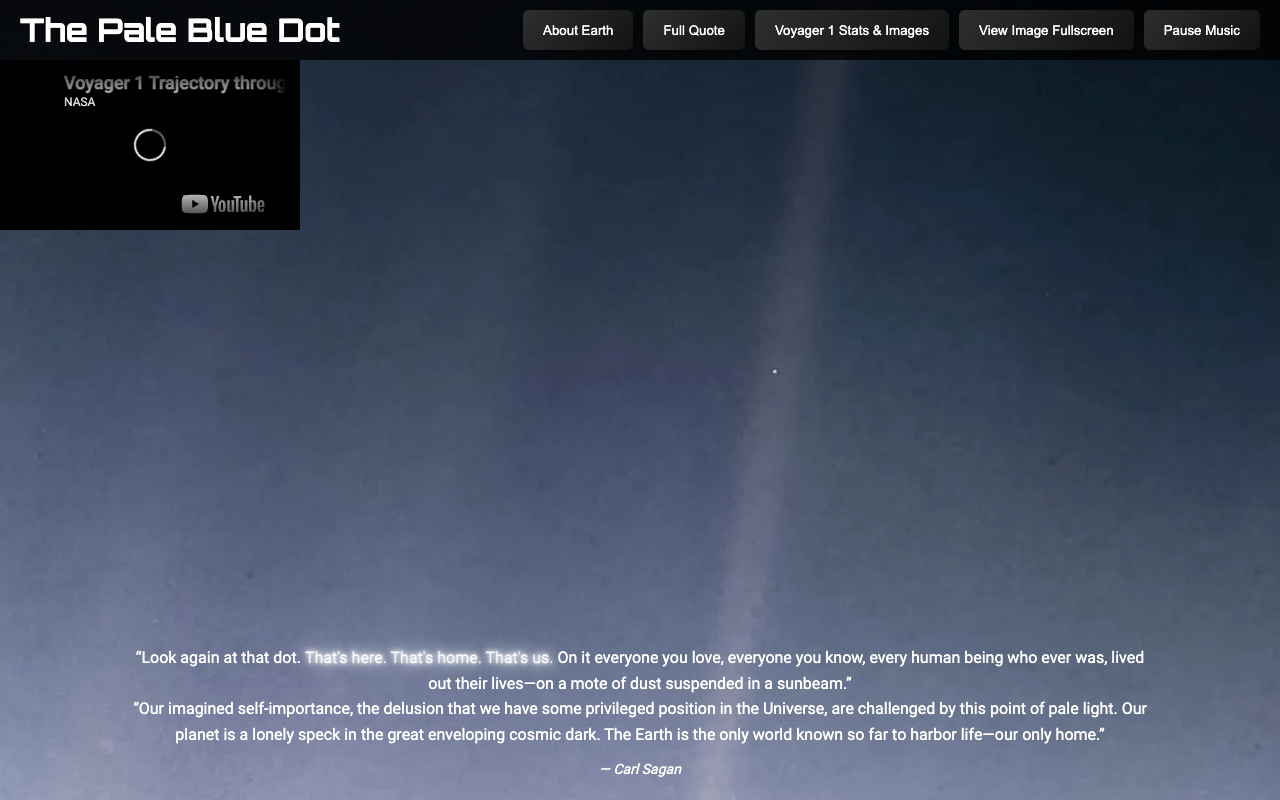 The Pale Blue Dot
About Earth
Full Quote
Voyager 1 Stats & Images
View Image Fullscreen
Pause Music
Voyager 1 Trajectory throug
NASA
YouTube
“Look again at that dot. That's here. That's home. That's us. On it everyone you love, everyone you know, every human being who ever was, lived
out their lives—on a mote of dust suspended in a sunbeam.”
“Our imagined self-importance, the delusion that we have some privileged position in the Universe, are challenged by this point of pale light. Our
planet is a lonely speck in the great enveloping cosmic dark. The Earth is the only world known so far to harbor life—our only home.”
— Carl Sagan